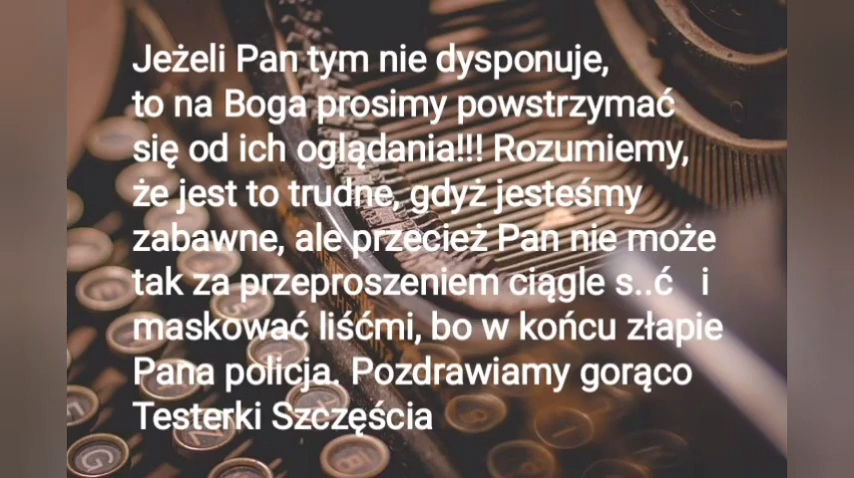 Jeżeli Pan tym nie dysponuje,
to na Boga prosimy powstrzymać
się od ich oglądania!!! Rozumiemy,
że jest to trudne, gdyż jesteśmy
zabawne, ale przecież Pan nie może
tak za przeproszeniem ciągle s..ć i
maskować liśćmi, bo w końcu złapie
Pana policja. Pozdrawiamy gorąco
Testerki Szczęścia